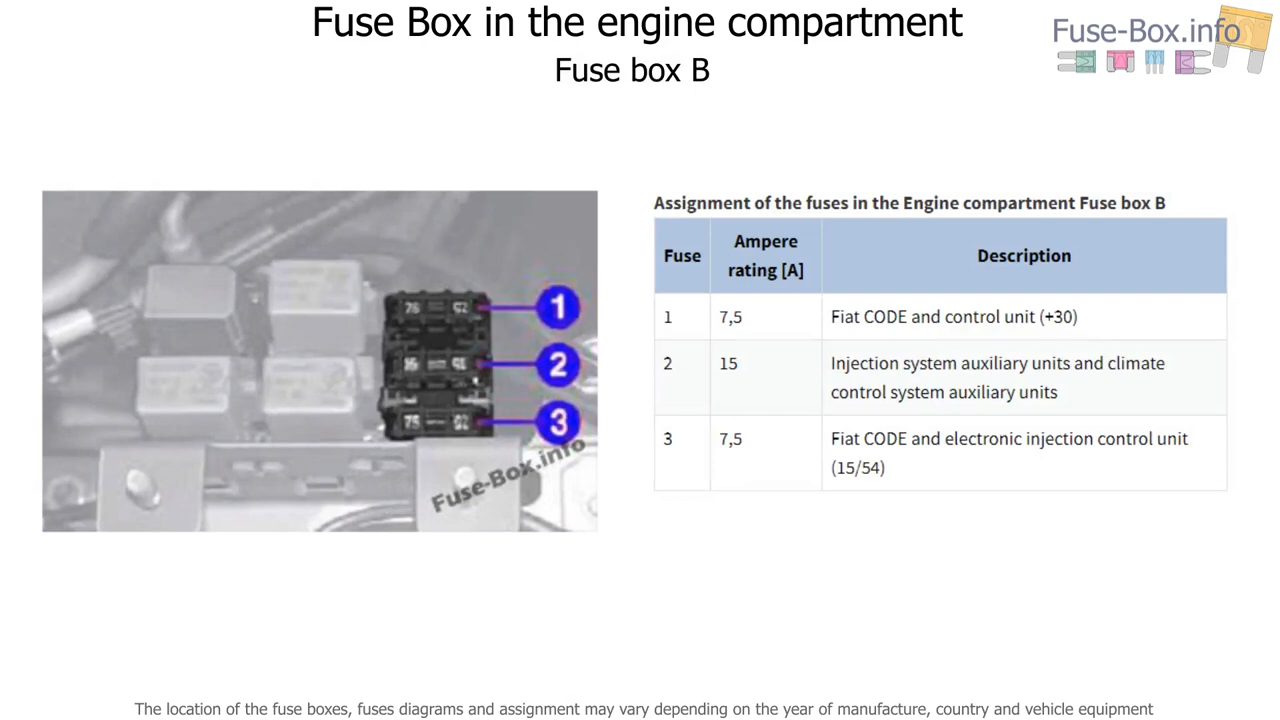 Fuse Box in the engine compartment
Fuse box B
Fuse-Box.info
1
2
3
Fuse-Box.info
Assignment of the fuses in the Engine compartment Fuse box B
Fuse Ampere rating [A] Description
1 7,5 Fiat CODE and control unit (+30)
2 15 Injection system auxiliary units and climate
control system auxiliary units
3 7,5 Fiat CODE and electronic injection control unit
(15/54)
The location of the fuse boxes, fuses diagrams and assignment may vary depending on the year of manufacture, country and vehicle equipment